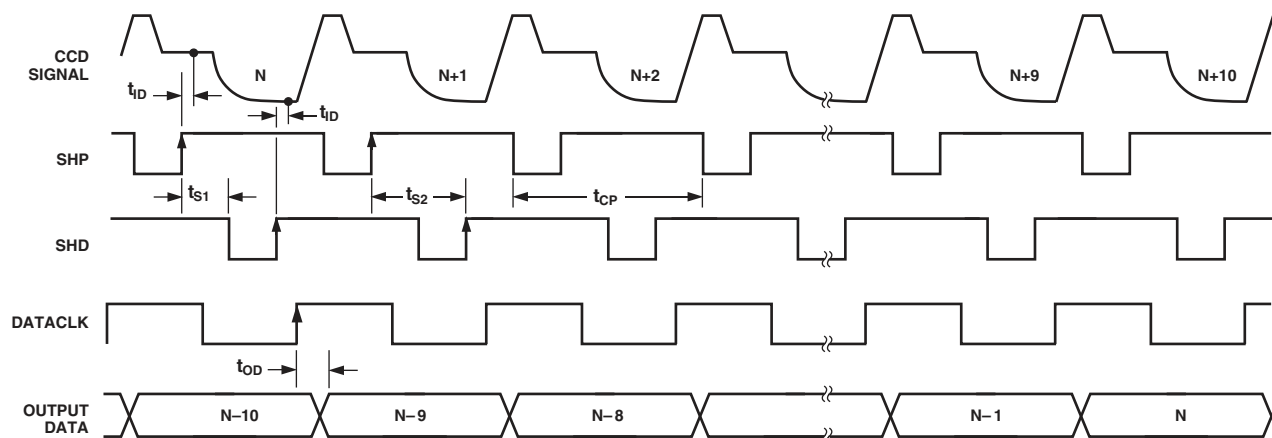 CCD
SIGNAL
N
N+1
N+2
N+9
N+10
tID
tID
SHP
tS1
tS2
tCP
SHD
DATACLK
tOD
OUTPUT
DATA
N–10
N–9
N–8
N–1
N